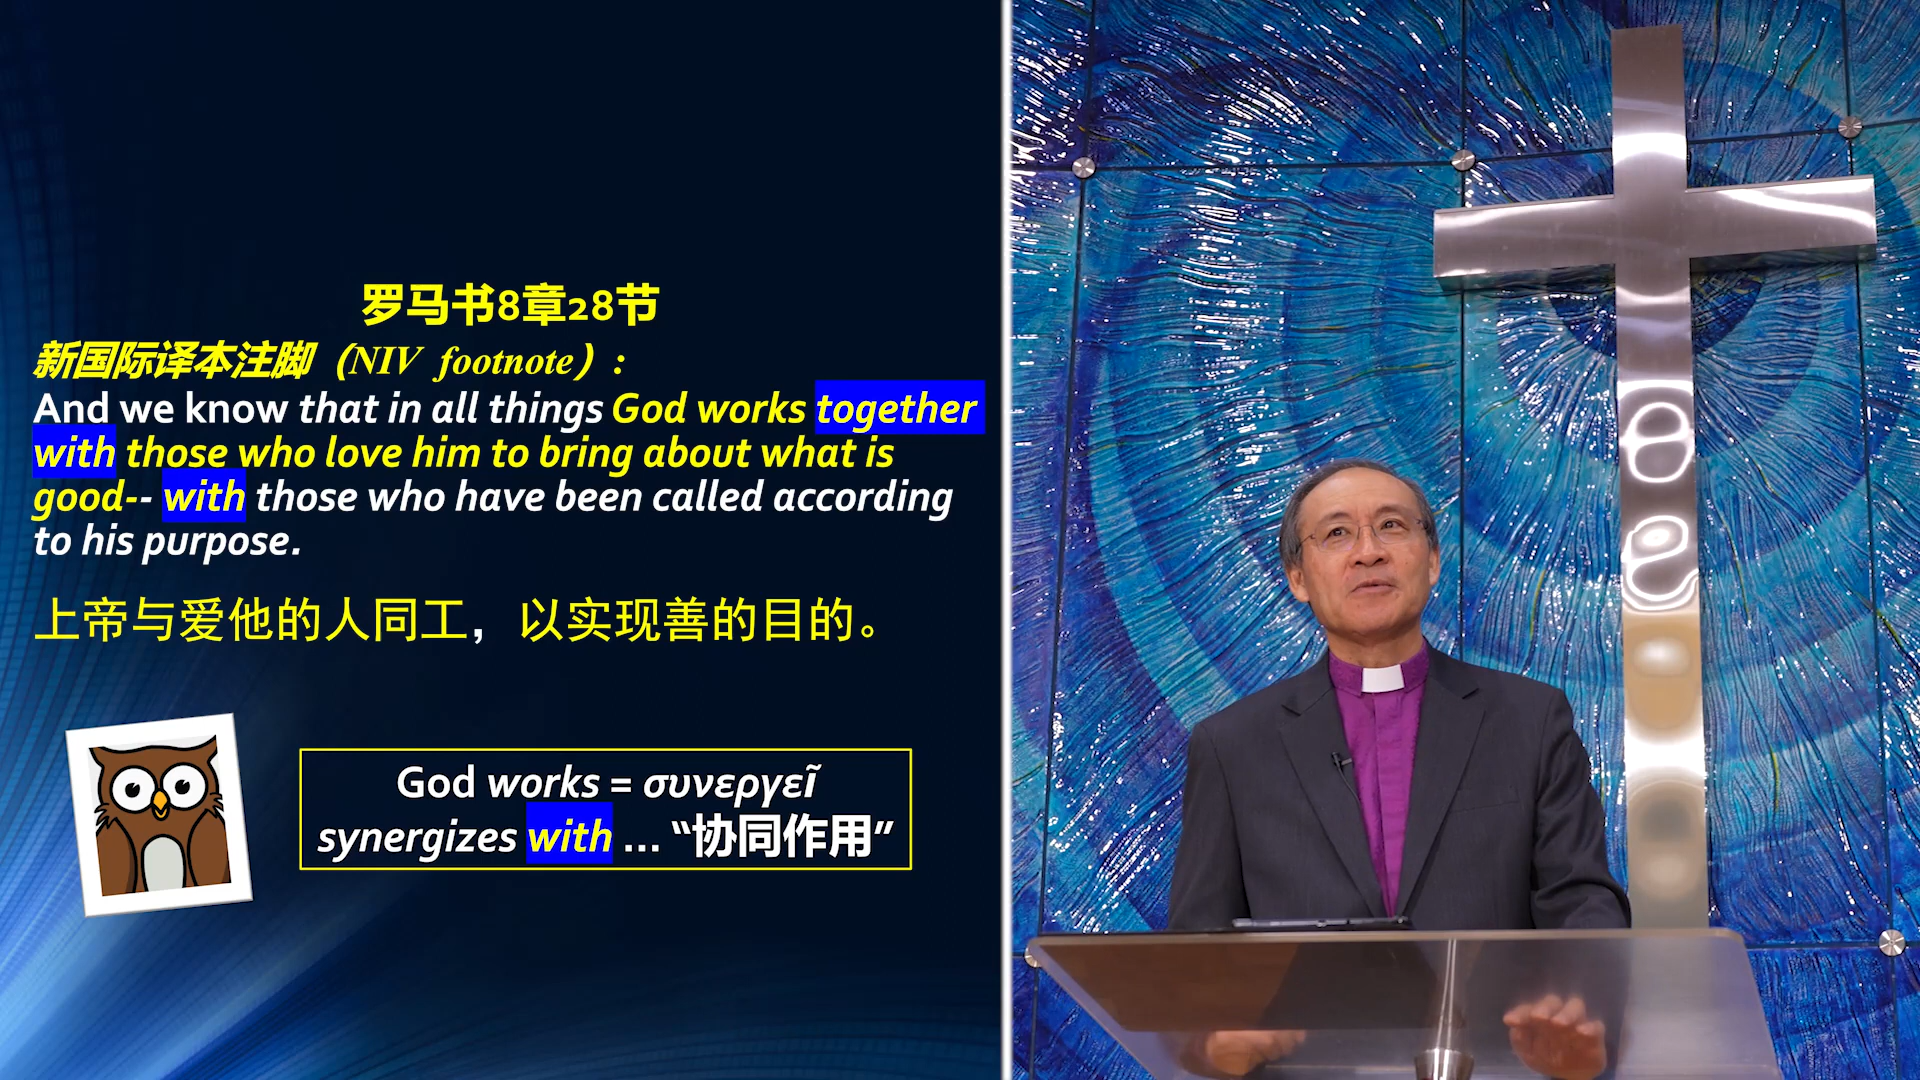 罗马书8章28节
新国际译本注脚（NIV footnote）:
And we know that in all things God works together
with those who love him to bring about what is
good-- with those who have been called according
to his purpose.
上帝与爱他的人同工，以实现善的目的。
God works = συνεργεῖ
synergizes with ... “协同作用”